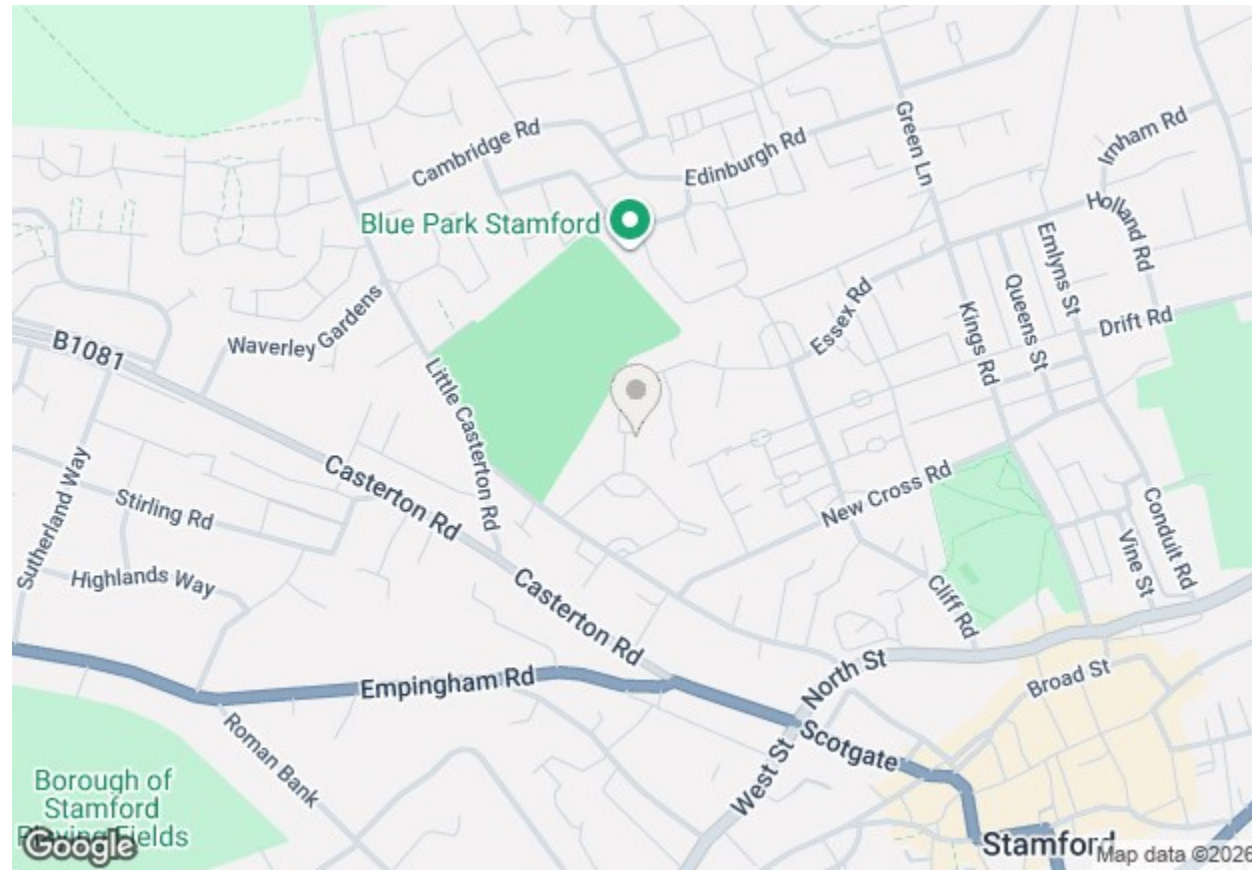 Cambridge Rd
Edinburgh Rd
Green Ln
Irnham Rd
Holland Rd
Blue Park Stamford
Emlyns St
Queens St
Kings Rd
Essex Rd
Drift Rd
Waverley Gardens
B1081
Little Casterton Rd
Sutherland Way
Stirling Rd
Casterton Rd
New Cross Rd
Conduit Rd
Vine St
Highlands Way
Casterton Rd
Cliff Rd
North St
Broad St
Empingham Rd
Roman Bank
West St
Scotgate
Borough of
Stamford
Playing Fields
Google
Stamford
Map data ©2026